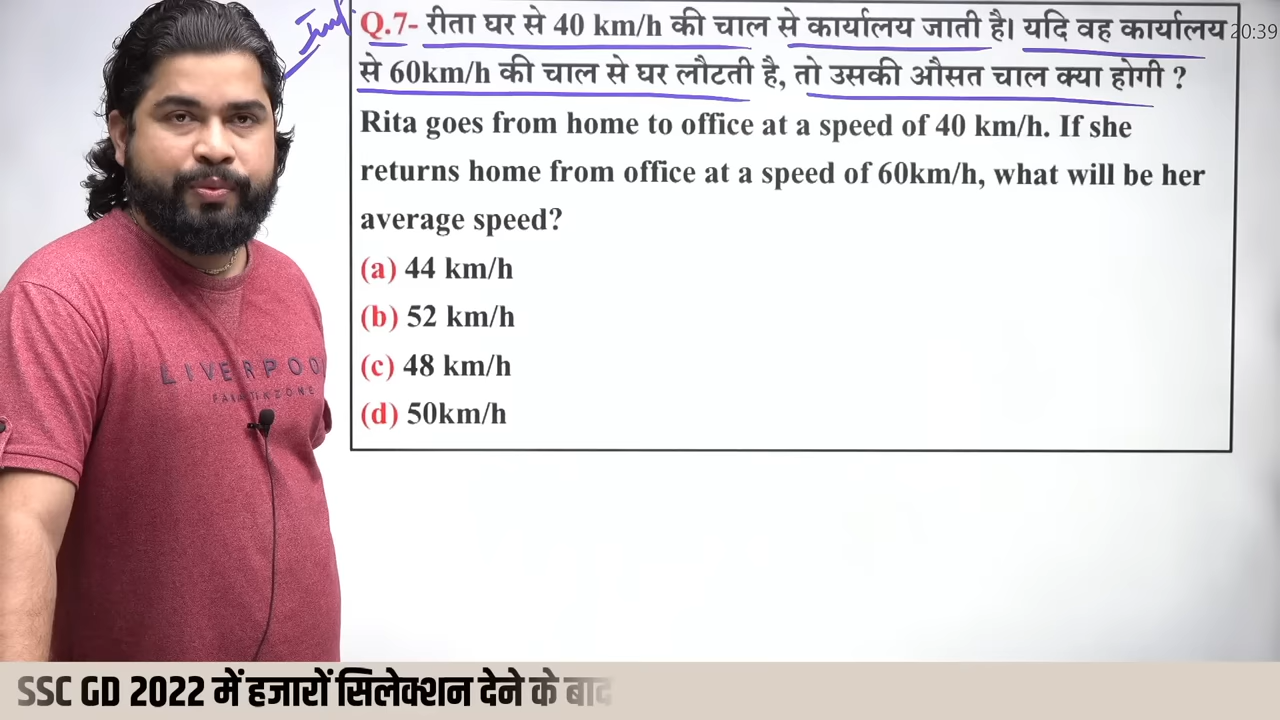 Q.7- रीता घर से 40 km/h की चाल से कार्यालय जाती है। यदि वह कार्यालय
20:39
से 60km/h की चाल से घर लौटती है, तो उसकी औसत चाल क्या होगी ?
Rita goes from home to office at a speed of 40 km/h. If she
returns home from office at a speed of 60km/h, what will be her
average speed?
(a) 44 km/h
(b) 52 km/h
(c) 48 km/h
(d) 50km/h
LIVERPOO
SSC GD 2022 में हजारों सिलेक्शन देने के बाद